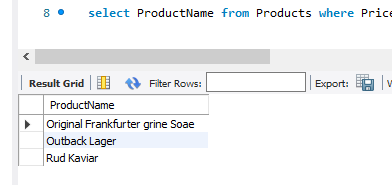 8 select ProductName from Products where Price
Result Grid Filter Rows: Export:
ProductName
Original Frankfurter grine Soae
Outback Lager
Rud Kaviar